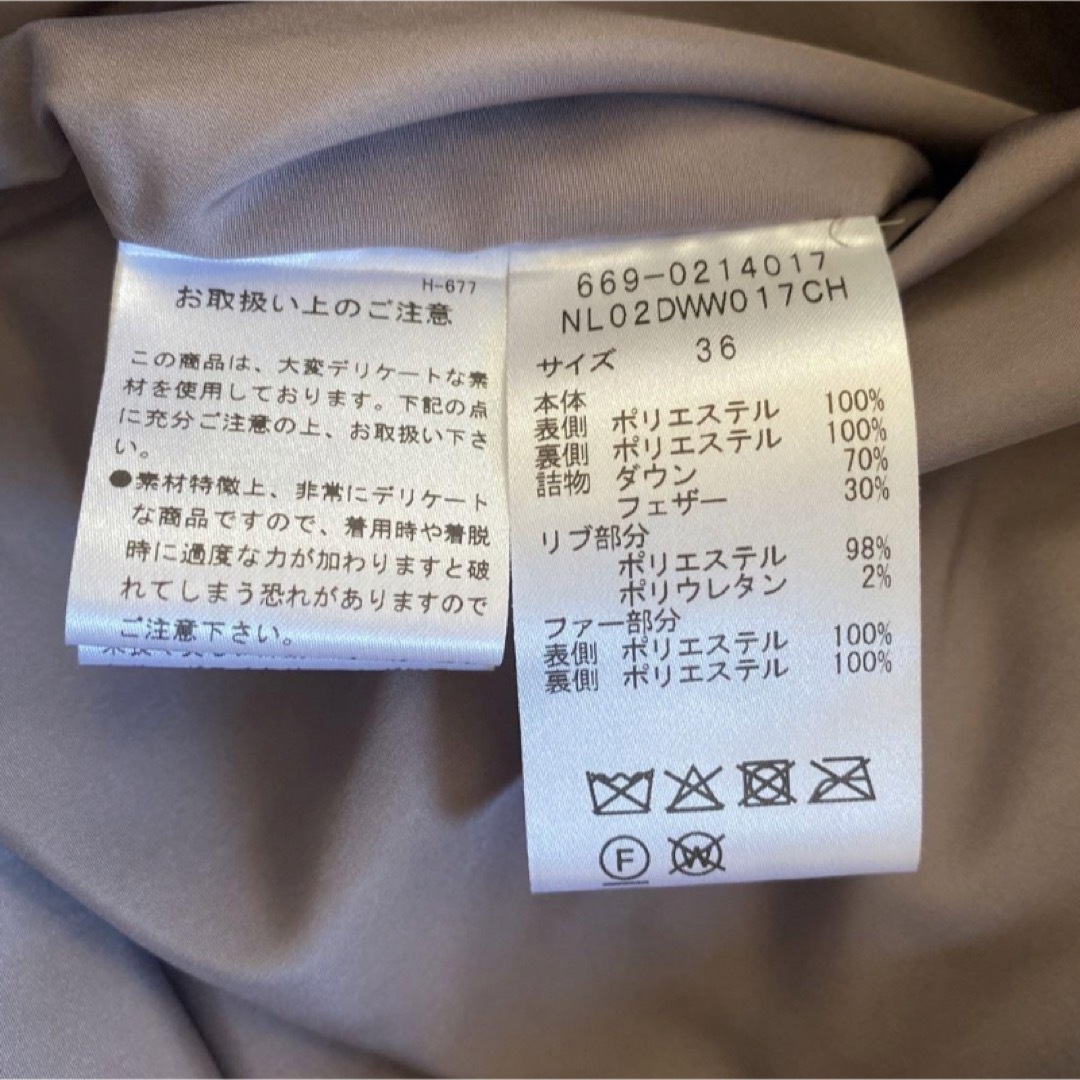 H-677
お取扱い上のご注意
この商品は、大変デリケートな素
材を使用しております。下記の点
に充分ご注意の上、お取扱い下さ
い。
●素材特徴上、非常にデリケート
な商品ですので、着用時や着脱
時に過度な力が加わりますと破
れてしまう恐れがありますので
ご注意下さい。
669-0214017
NL02DWW017CH
サイズ 36
本体
表側 ポリエステル 100%
裏側 ポリエステル 100%
詰物 ダウン 70%
フェザー 30%
リブ部分
ポリエステル 98%
ポリウレタン 2%
ファー部分
表側 ポリエステル 100%
裏側 ポリエステル 100%
F W